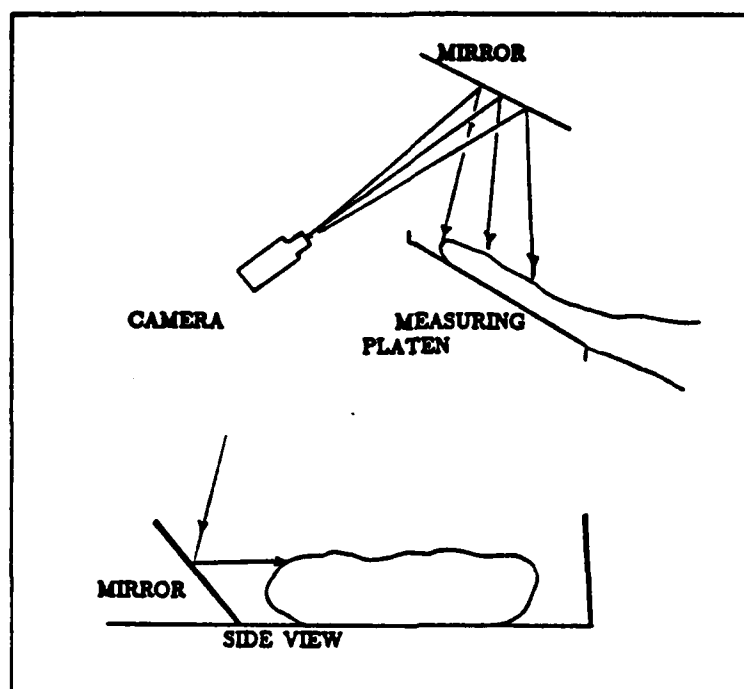 MIRROR
CAMERA
MEASURING
PLATEN
MIRROR
SIDE VIEW